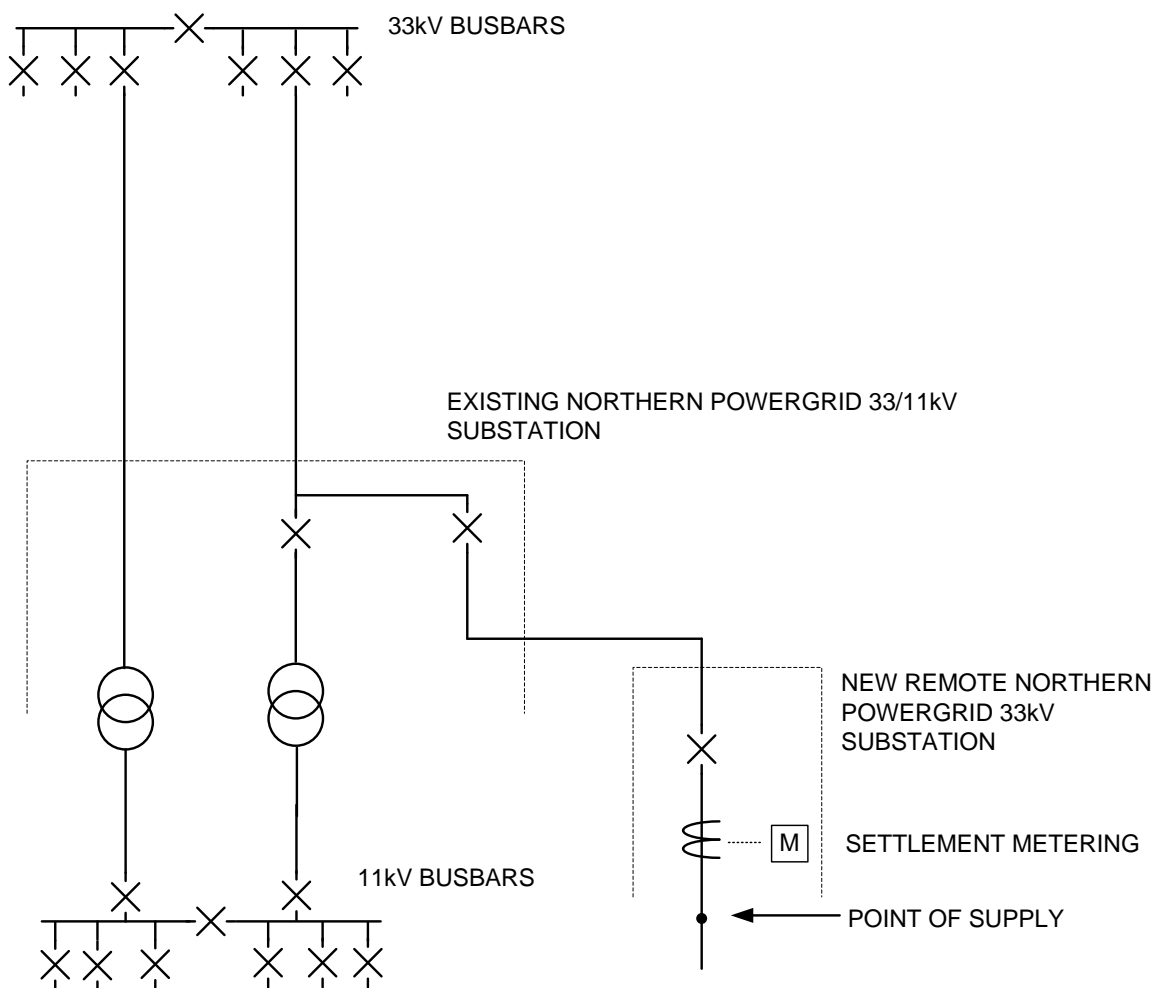 33kV BUSBARS
EXISTING NORTHERN POWERGRID 33/11kV
SUBSTATION
NEW REMOTE NORTHERN
POWERGRID 33kV
SUBSTATION
M
SETTLEMENT METERING
11kV BUSBARS
POINT OF SUPPLY